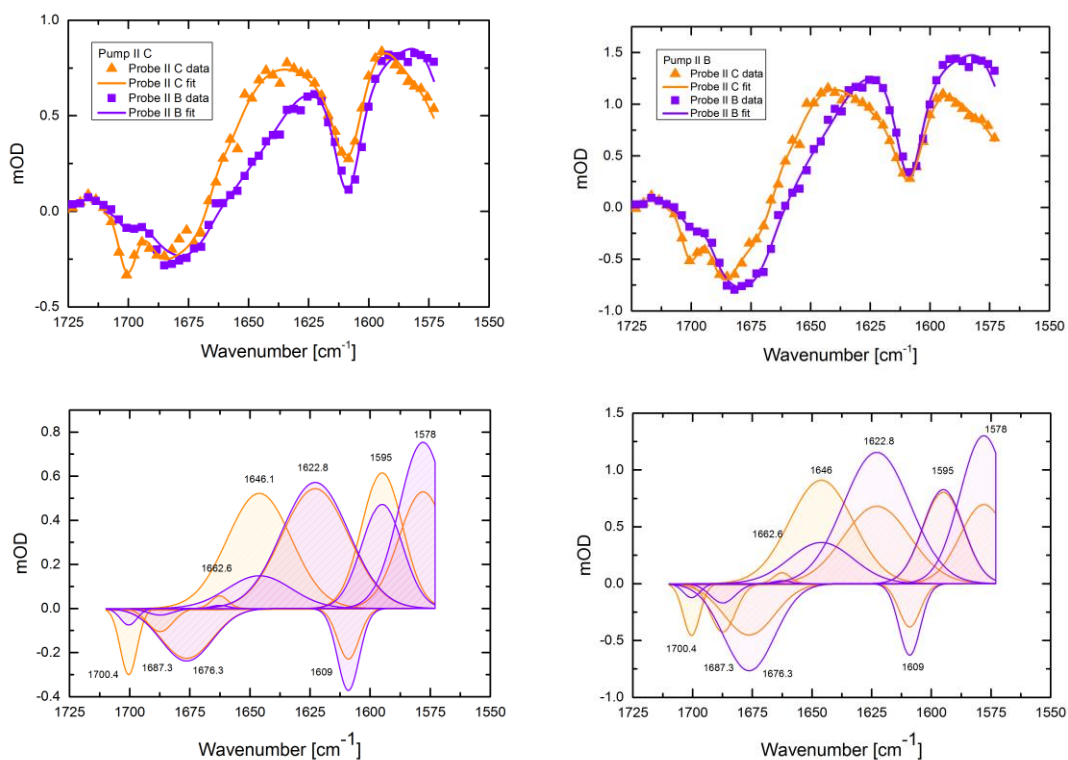 1.0
0.5
0.0
-0.5
mOD
Pump II C
Probe II C data
Probe II C fit
Probe II B data
Probe II B fit
1725 1700 1675 1650 1625 1600 1575 1550
Wavenumber [cm-1]
1.5
1.0
0.5
0.0
-0.5
-1.0
mOD
Pump II B
Probe II C data
Probe II C fit
Probe II B data
Probe II B fit
1725 1700 1675 1650 1625 1600 1575 1550
Wavenumber [cm-1]
0.8
0.6
0.4
0.2
0.0
-0.2
-0.4
mOD
1578
1622.8
1595
1646.1
1662.6
1700.4
1687.3
1676.3
1609
1725 1700 1675 1650 1625 1600 1575 1550
Wavenumber [cm-1]
1.5
1.0
0.5
0.0
-0.5
-1.0
mOD
1578
1622.8
1646
1595
1662.6
1700.4
1687.3
1676.3
1609
1725 1700 1675 1650 1625 1600 1575 1550
Wavenumber [cm-1]